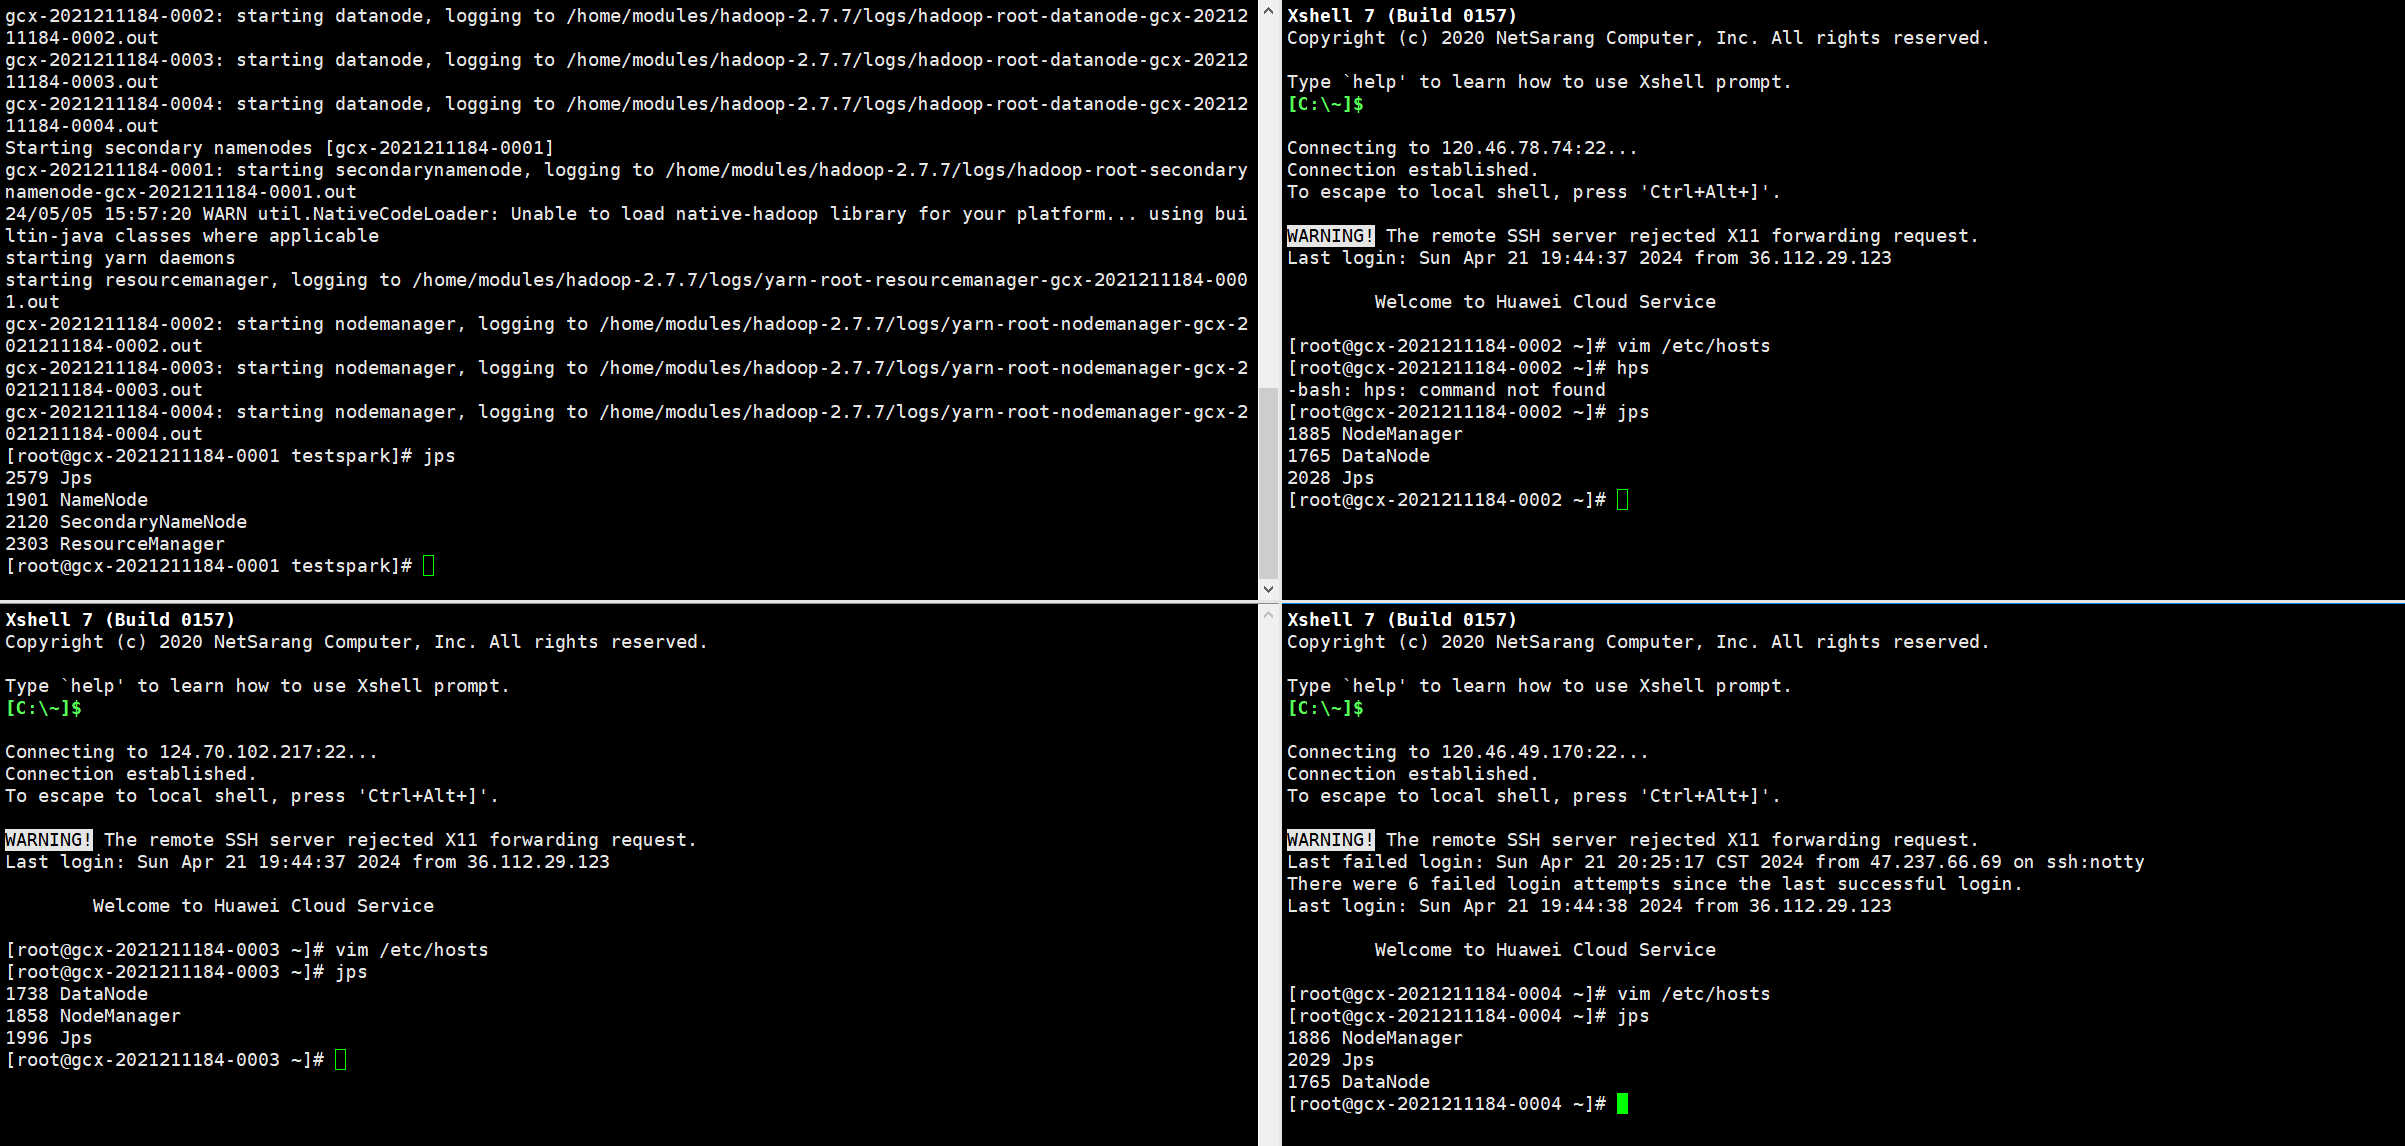 gcx-2021211184-0002: starting datanode, logging to /home/modules/hadoop-2.7.7/logs/hadoop-root-datanode-gcx-20212
11184-0002.out
gcx-2021211184-0003: starting datanode, logging to /home/modules/hadoop-2.7.7/logs/hadoop-root-datanode-gcx-20212
11184-0003.out
gcx-2021211184-0004: starting datanode, logging to /home/modules/hadoop-2.7.7/logs/hadoop-root-datanode-gcx-20212
11184-0004.out
Starting secondary namenodes [gcx-2021211184-0001]
gcx-2021211184-0001: starting secondarynamenode, logging to /home/modules/hadoop-2.7.7/logs/hadoop-root-secondary
namenode-gcx-2021211184-0001.out
24/05/05 15:57:20 WARN util.NativeCodeLoader: Unable to load native-hadoop library for your platform... using bui
ltin-java classes where applicable
starting yarn daemons
starting resourcemanager, logging to /home/modules/hadoop-2.7.7/logs/yarn-root-resourcemanager-gcx-2021211184-000
1.out
gcx-2021211184-0002: starting nodemanager, logging to /home/modules/hadoop-2.7.7/logs/yarn-root-nodemanager-gcx-2
021211184-0002.out
gcx-2021211184-0003: starting nodemanager, logging to /home/modules/hadoop-2.7.7/logs/yarn-root-nodemanager-gcx-2
021211184-0003.out
gcx-2021211184-0004: starting nodemanager, logging to /home/modules/hadoop-2.7.7/logs/yarn-root-nodemanager-gcx-2
021211184-0004.out
[root@gcx-2021211184-0001 testspark]# jps
2579 Jps
1901 NameNode
2120 SecondaryNameNode
2303 ResourceManager
[root@gcx-2021211184-0001 testspark]#
Xshell 7 (Build 0157)
Copyright (c) 2020 NetSarang Computer, Inc. All rights reserved.
Type `help' to learn how to use Xshell prompt.
[C:\~]$
Connecting to 120.46.78.74:22...
Connection established.
To escape to local shell, press 'Ctrl+Alt+]'.
WARNING! The remote SSH server rejected X11 forwarding request.
Last login: Sun Apr 21 19:44:37 2024 from 36.112.29.123
Welcome to Huawei Cloud Service
[root@gcx-2021211184-0002 ~]# vim /etc/hosts
[root@gcx-2021211184-0002 ~]# hps
-bash: hps: command not found
[root@gcx-2021211184-0002 ~]# jps
1885 NodeManager
1765 DataNode
2028 Jps
[root@gcx-2021211184-0002 ~]#
Xshell 7 (Build 0157)
Copyright (c) 2020 NetSarang Computer, Inc. All rights reserved.
Type `help' to learn how to use Xshell prompt.
[C:\~]$
Connecting to 124.70.102.217:22...
Connection established.
To escape to local shell, press 'Ctrl+Alt+]'.
WARNING! The remote SSH server rejected X11 forwarding request.
Last login: Sun Apr 21 19:44:37 2024 from 36.112.29.123
Welcome to Huawei Cloud Service
[root@gcx-2021211184-0003 ~]# vim /etc/hosts
[root@gcx-2021211184-0003 ~]# jps
1738 DataNode
1858 NodeManager
1996 Jps
[root@gcx-2021211184-0003 ~]#
Xshell 7 (Build 0157)
Copyright (c) 2020 NetSarang Computer, Inc. All rights reserved.
Type `help' to learn how to use Xshell prompt.
[C:\~]$
Connecting to 120.46.49.170:22...
Connection established.
To escape to local shell, press 'Ctrl+Alt+]'.
WARNING! The remote SSH server rejected X11 forwarding request.
Last failed login: Sun Apr 21 20:25:17 CST 2024 from 47.237.66.69 on ssh:notty
There were 6 failed login attempts since the last successful login.
Last login: Sun Apr 21 19:44:38 2024 from 36.112.29.123
Welcome to Huawei Cloud Service
[root@gcx-2021211184-0004 ~]# vim /etc/hosts
[root@gcx-2021211184-0004 ~]# jps
1886 NodeManager
2029 Jps
1765 DataNode
[root@gcx-2021211184-0004 ~]#